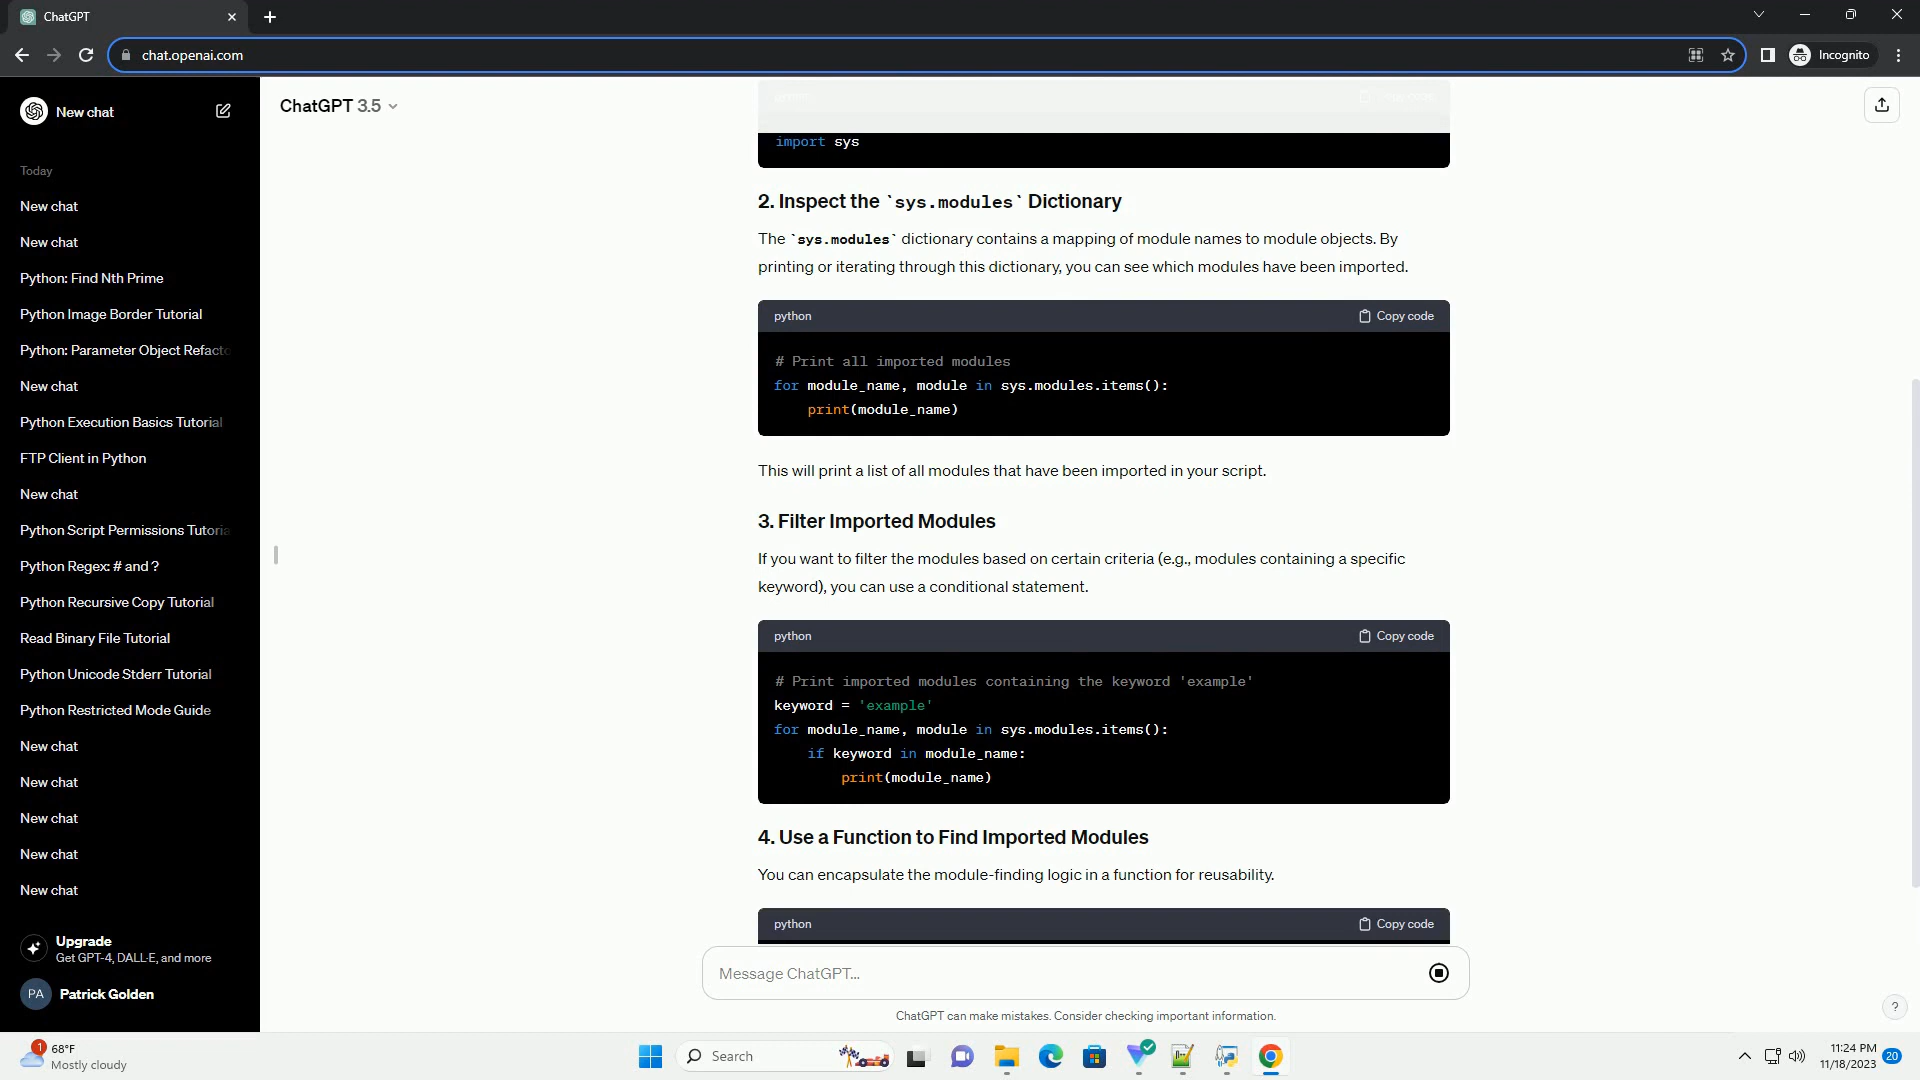 ChatGPT
chat.openai.com
Incognito
New chat
ChatGPT 3.5
Today
New chat
New chat
Python: Find Nth Prime
Python Image Border Tutorial
Python: Parameter Object Refacto
New chat
Python Execution Basics Tutorial
FTP Client in Python
New chat
Python Script Permissions Tutoria
Python Regex: # and ?
Python Recursive Copy Tutorial
Read Binary File Tutorial
Python Unicode Stderr Tutorial
Python Restricted Mode Guide
New chat
New chat
New chat
New chat
New chat
Upgrade
Get GPT-4, DALL·E, and more
PA Patrick Golden
import sys
2. Inspect the `sys.modules` Dictionary
The `sys.modules` dictionary contains a mapping of module names to module objects. By
printing or iterating through this dictionary, you can see which modules have been imported.
python Copy code
# Print all imported modules
for module_name, module in sys.modules.items():
    print(module_name)
This will print a list of all modules that have been imported in your script.
3. Filter Imported Modules
If you want to filter the modules based on certain criteria (e.g., modules containing a specific
keyword), you can use a conditional statement.
python Copy code
# Print imported modules containing the keyword 'example'
keyword = 'example'
for module_name, module in sys.modules.items():
    if keyword in module_name:
        print(module_name)
4. Use a Function to Find Imported Modules
You can encapsulate the module-finding logic in a function for reusability.
python Copy code
Message ChatGPT...
ChatGPT can make mistakes. Consider checking important information.
?
1
68°F
Mostly cloudy
Search
11:24 PM
11/18/2023
20